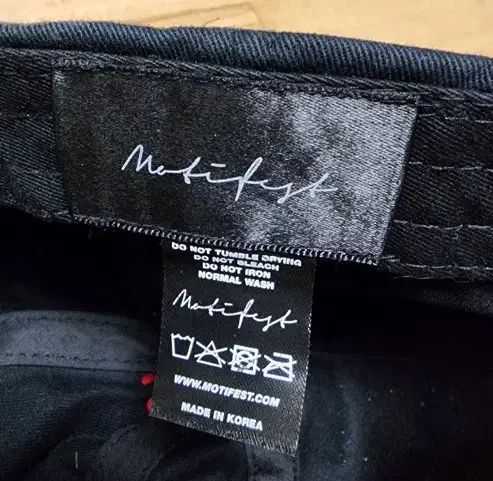 Motifest
DO NOT TUMBLE DRYING
DO NOT BLEACH
DO NOT IRON
NORMAL WASH
Motifest
WWW.MOTIFEST.COM
MADE IN KOREA